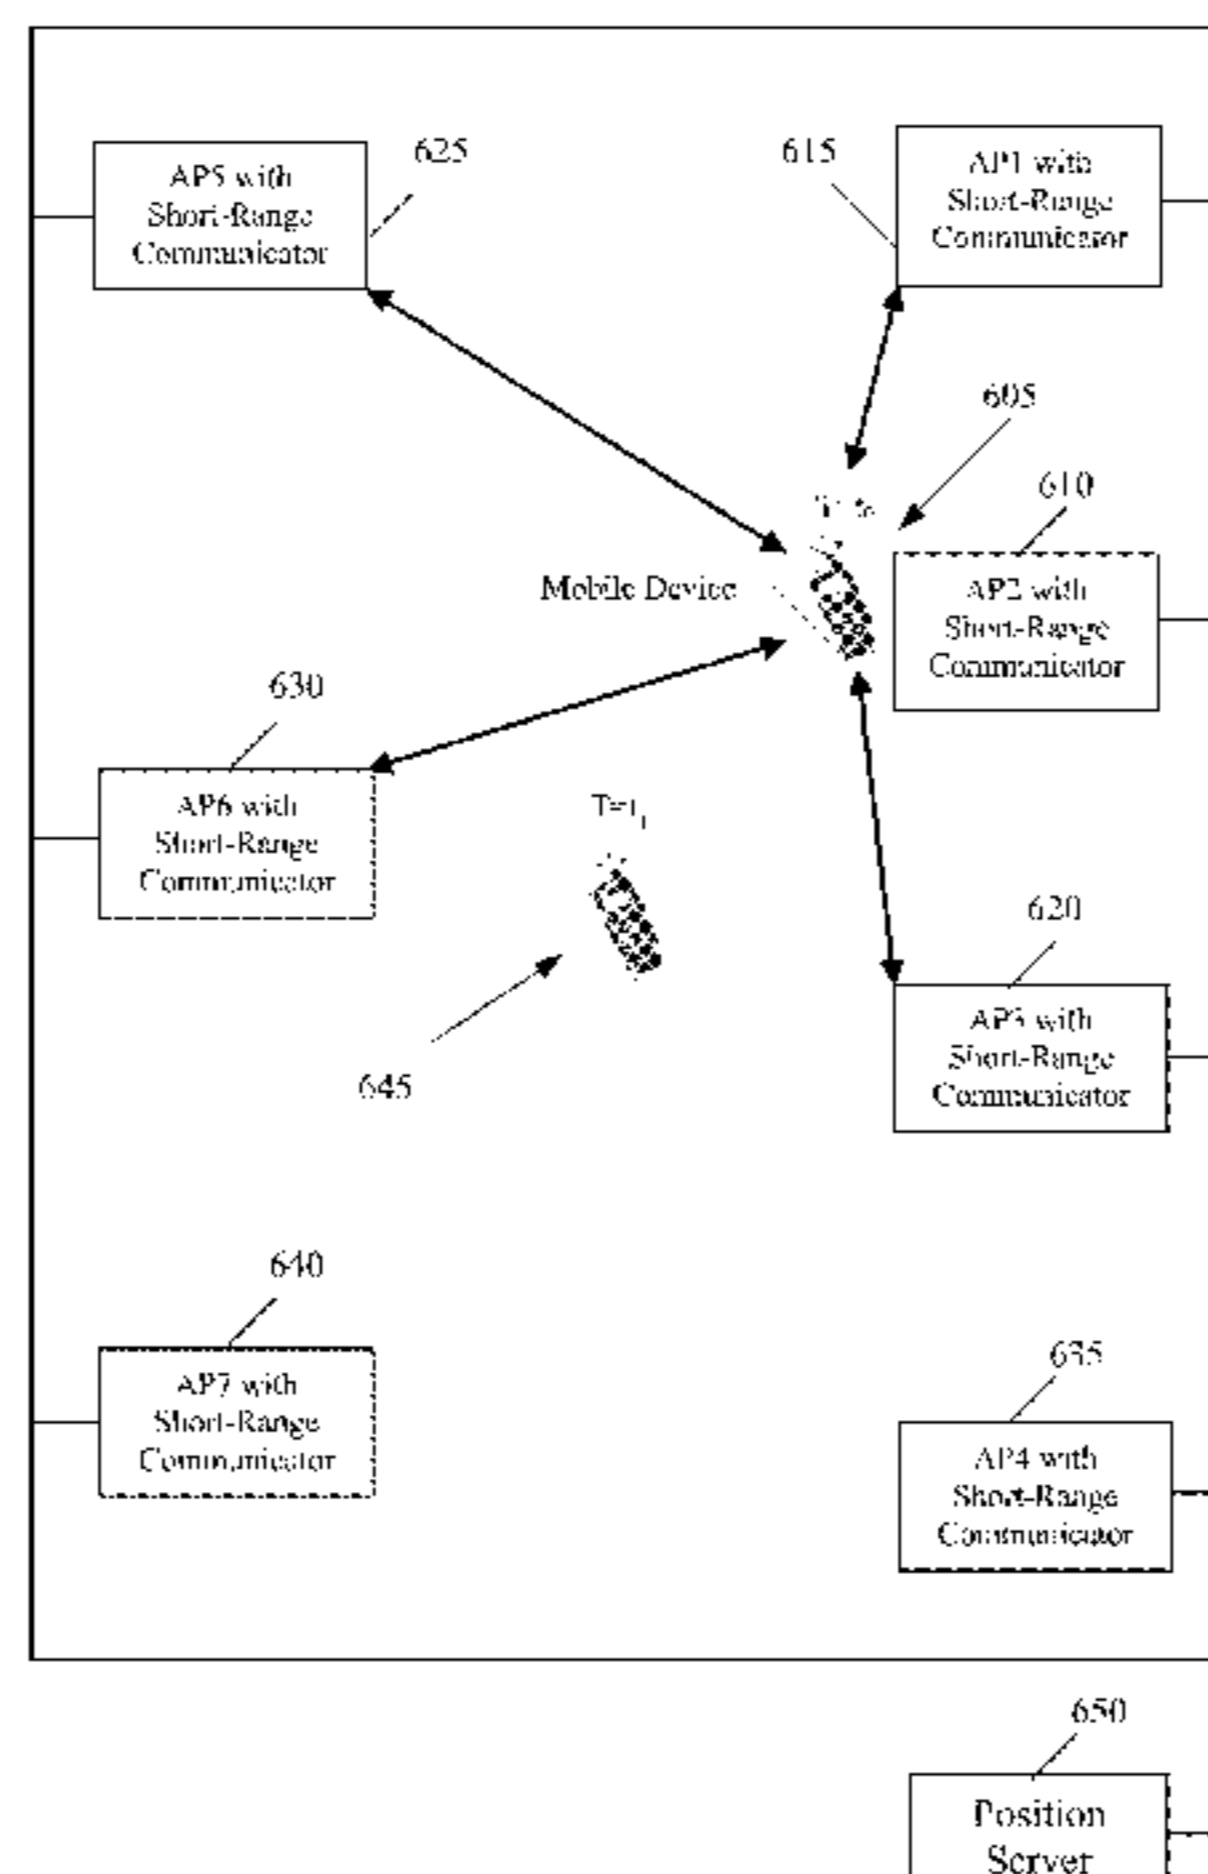 625
AP5 with
Short-Range
Communicator
615
AP1 with
Short-Range
Communicator
605
610
Mobile Device
AP2 with
Short-Range
Communicator
630
AP6 with
Short-Range
Communicator
T=t1
620
AP3 with
Short-Range
Communicator
645
640
AP7 with
Short-Range
Communicator
635
AP4 with
Short-Range
Communicator
650
Position
Server